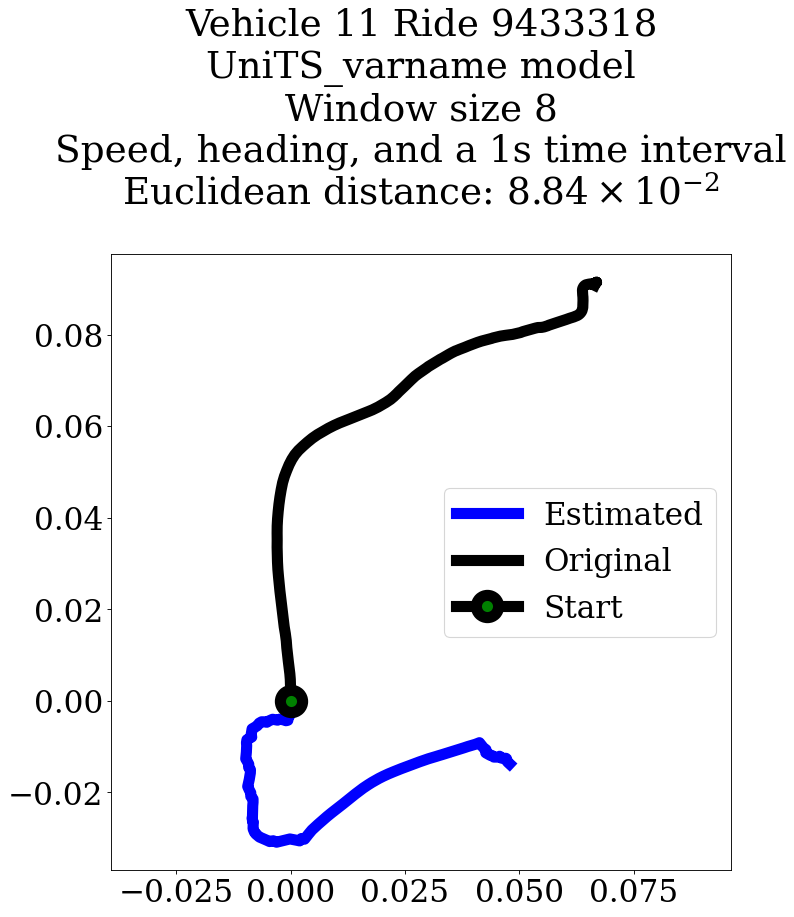 Vehicle 11 Ride 9433318
UniTS_varname model
Window size 8
Speed, heading, and a 1s time interval
Euclidean distance: 8.84 × 10⁻²
0.08
0.06
0.04
0.02
0.00
−0.02
Estimated
Original
Start
−0.025 0.000 0.025 0.050 0.075